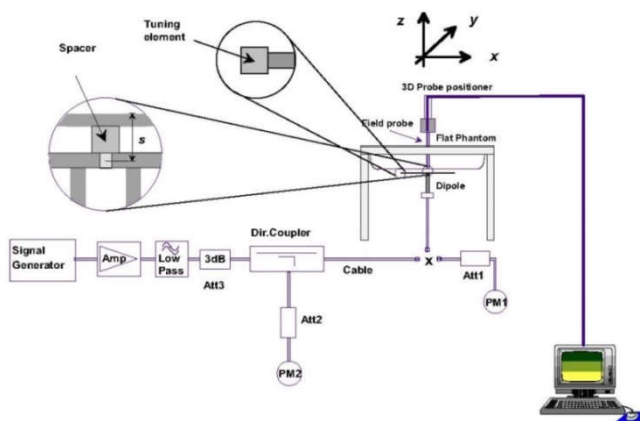 Tuning
element
Spacer
s
z
y
x
3D Probe positioner
Field probe
Flat Phantom
Dipole
Signal
Generator
Amp
Low
Pass
3dB
Att3
Dir.Coupler
Cable
x
Att1
PM1
Att2
PM2